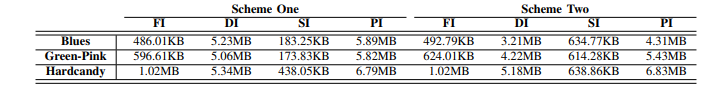 Scheme One Scheme Two
FI DI SI PI FI DI SI PI
Blues 486.01KB 5.23MB 183.25KB 5.89MB 492.79KB 3.21MB 634.77KB 4.31MB
Green-Pink 596.61KB 5.06MB 173.83KB 5.82MB 624.01KB 4.22MB 614.28KB 5.43MB
Hardcandy 1.02MB 5.34MB 438.05KB 6.79MB 1.02MB 5.18MB 638.86KB 6.83MB